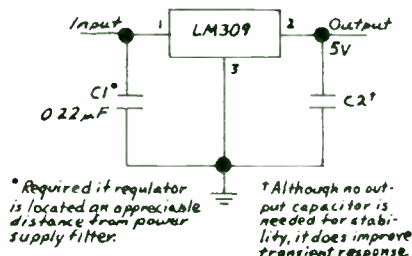 Input 1 LM309 2 Output
5V
3
C1*
0.22µF
C2†
*Required if regulator
is located an appreciable
distance from power
supply filter.
†Although no out-
put capacitor is
needed for stabi-
lity, it does improve
transient response.